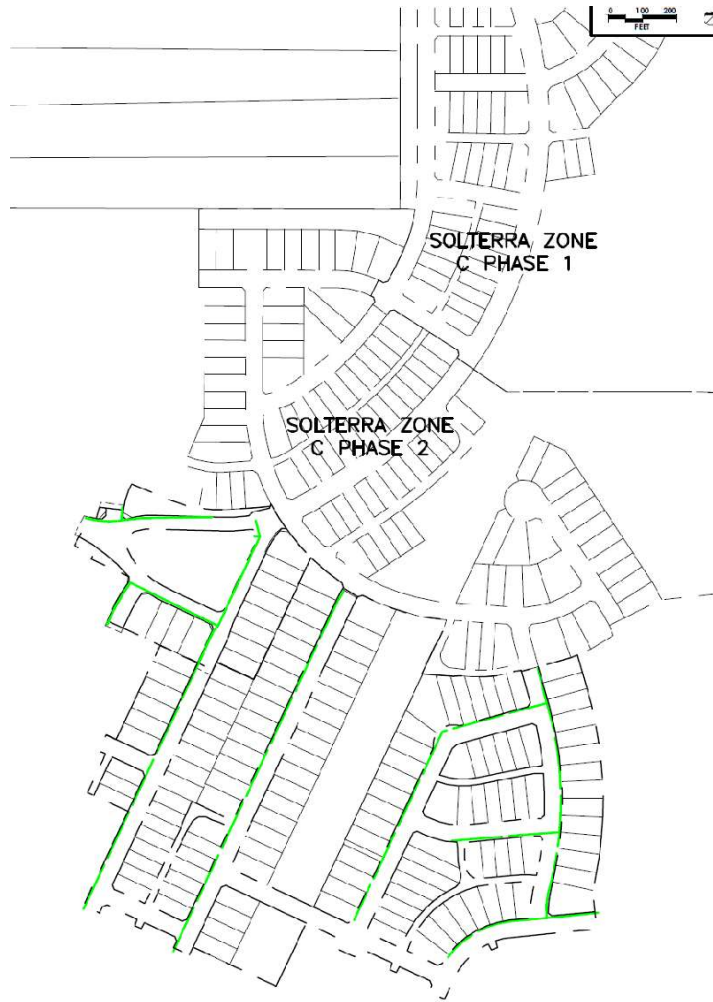 0 100 200
FEET
SOLTERRA ZONE
C PHASE 1
SOLTERRA ZONE
C PHASE 2